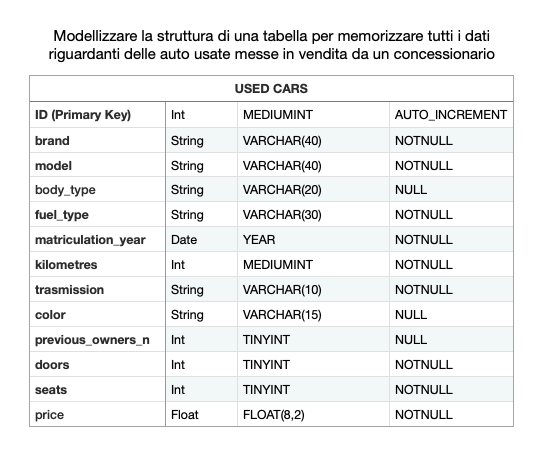 Modellizzare la struttura di una tabella per memorizzare tutti i dati
riguardanti delle auto usate messe in vendita da un concessionario
USED CARS
ID (Primary Key) Int MEDIUMINT AUTO_INCREMENT
brand String VARCHAR(40) NOTNULL
model String VARCHAR(40) NOTNULL
body_type String VARCHAR(20) NULL
fuel_type String VARCHAR(30) NOTNULL
matriculation_year Date YEAR NOTNULL
kilometres Int MEDIUMINT NOTNULL
trasmission String VARCHAR(10) NOTNULL
color String VARCHAR(15) NULL
previous_owners_n Int TINYINT NULL
doors Int TINYINT NOTNULL
seats Int TINYINT NOTNULL
price Float FLOAT(8,2) NOTNULL